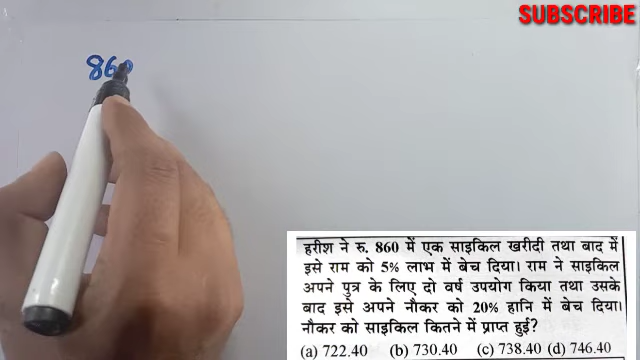 SUBSCRIBE
860
हरीश ने रु. 860 में एक साइकिल खरीदी तथा बाद में
इसे राम को 5% लाभ में बेच दिया। राम ने साइकिल
अपने पुत्र के लिए दो वर्ष उपयोग किया तथा उसके
बाद इसे अपने नौकर को 20% हानि में बेच दिया।
नौकर को साइकिल कितने में प्राप्त हुई?
(a) 722.40 (b) 730.40 (c) 738.40 (d) 746.40